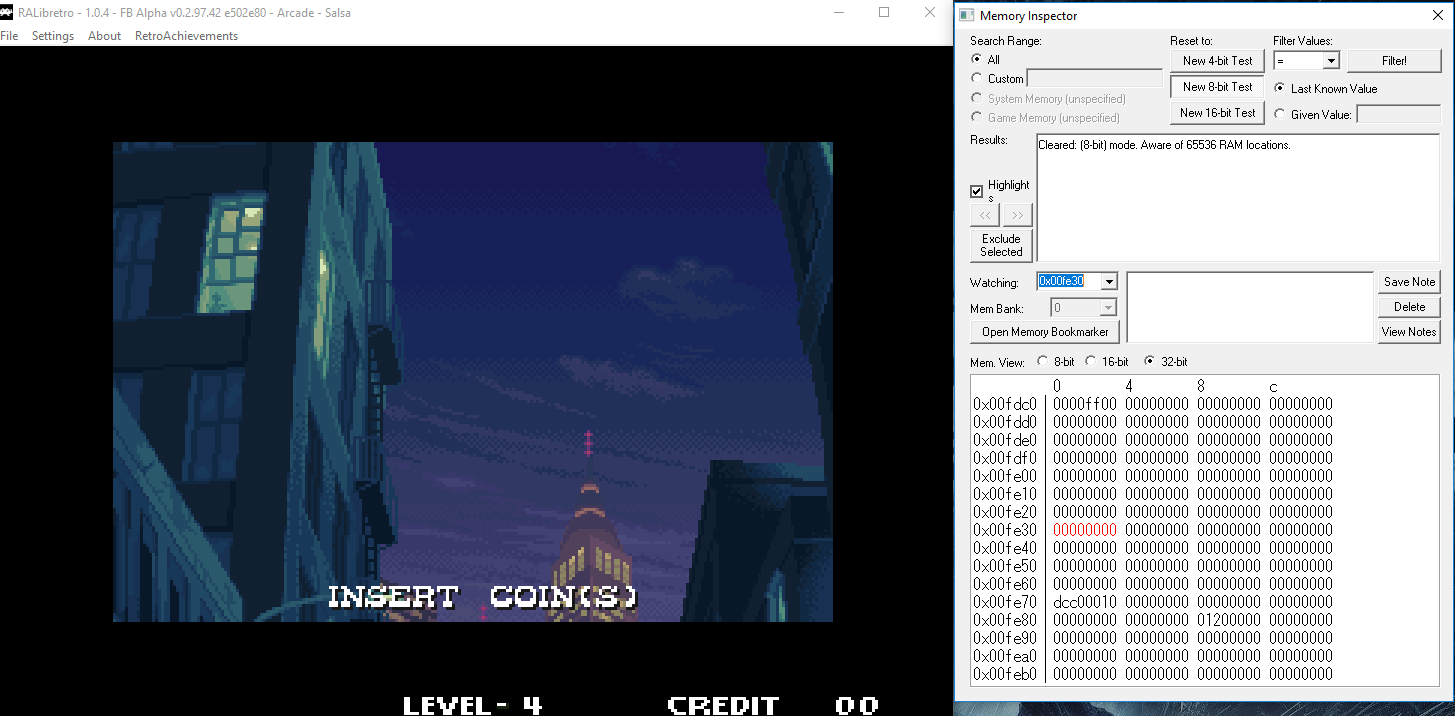 RALibretro - 1.0.4 - FB Alpha v0.2.97.42 e502e80 - Arcade - Salsa
File Settings About RetroAchievements
INSERT COIN(S)
LEVEL- 4 CREDIT 00
Memory Inspector
Search Range: Reset to: Filter Values:
All New 4-bit Test = Filter!
Custom New 8-bit Test Last Known Value
System Memory (unspecified)
Game Memory (unspecified) New 16-bit Test Given Value:
Results: Cleared: (8-bit) mode. Aware of 65536 RAM locations.
Highlight
s
<< >>
Exclude
Selected
Watching: 0x00fe30 Save Note
Mem Bank: 0 Delete
Open Memory Bookmarker View Notes
Mem. View: 8-bit 16-bit 32-bit
0 4 8 c
0x00fdc0 0000ff00 00000000 00000000 00000000
0x00fdd0 00000000 00000000 00000000 00000000
0x00fde0 00000000 00000000 00000000 00000000
0x00fdf0 00000000 00000000 00000000 00000000
0x00fe00 00000000 00000000 00000000 00000000
0x00fe10 00000000 00000000 00000000 00000000
0x00fe20 00000000 00000000 00000000 00000000
0x00fe30 00000000 00000000 00000000 00000000
0x00fe40 00000000 00000000 00000000 00000000
0x00fe50 00000000 00000000 00000000 00000000
0x00fe60 00000000 00000000 00000000 00000000
0x00fe70 dcc00000 00000000 00000000 00000000
0x00fe80 00000000 00000000 01200000 00000000
0x00fe90 00000000 00000000 00000000 00000000
0x00fea0 00000000 00000000 00000000 00000000
0x00feb0 00000000 00000000 00000000 00000000